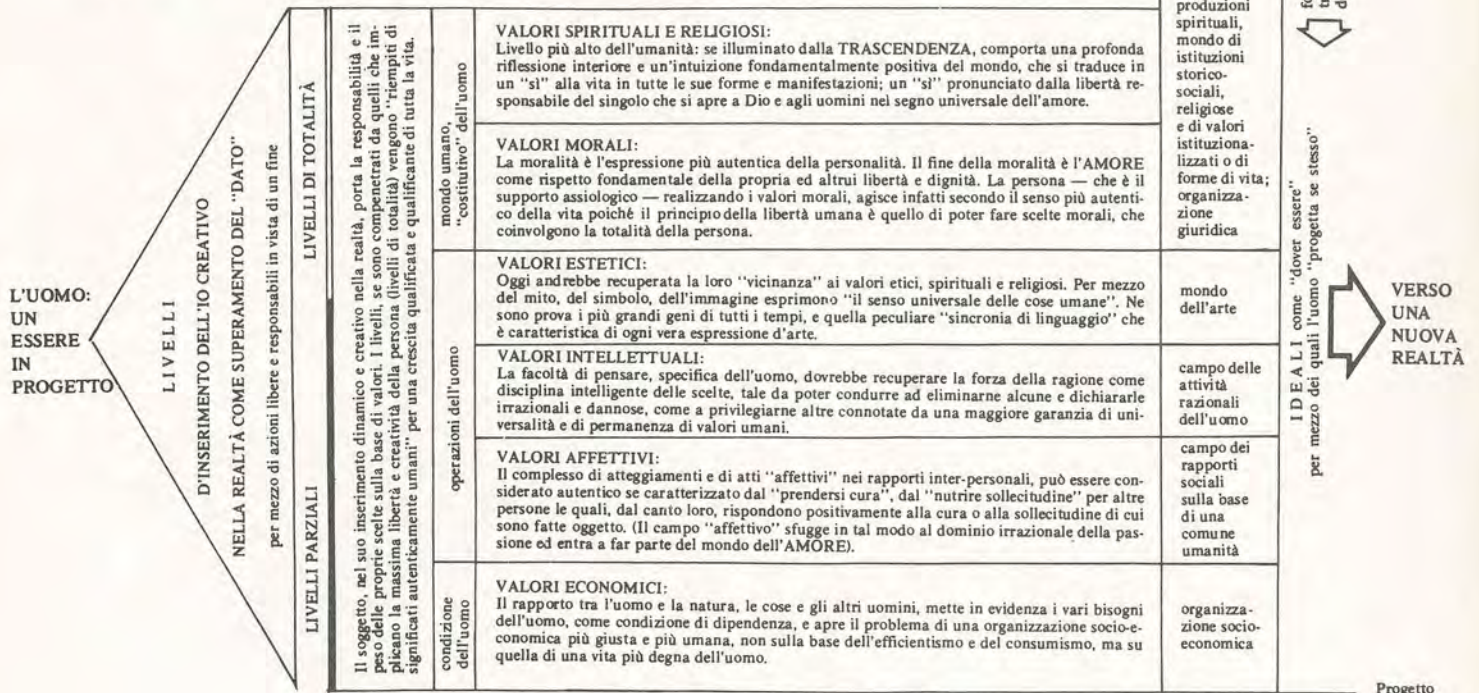 L'UOMO:
UN
ESSERE
IN
PROGETTO
LIVELLI
D'INSERIMENTO DELL'IO CREATIVO
NELLA REALTÀ COME SUPERAMENTO DEL "DATO"
per mezzo di azioni libere e responsabili in vista di un fine
LIVELLI PARZIALI
LIVELLI DI TOTALITÀ
Il soggetto, nel suo inserimento dinamico e creativo nella realtà, porta la responsabilità e il
peso delle proprie scelte sulla base di valori. I livelli, se sono compenetrati da quelli che im-
plicano la massima libertà e creatività della persona (livelli di totalità) vengono "riempiti di
significati autenticamente umani" per una crescita qualificata e qualificante di tutta la vita.
mondo umano,
"costitutivo" dell'uomo
VALORI SPIRITUALI E RELIGIOSI:
Livello più alto dell'umanità: se illuminato dalla TRASCENDENZA, comporta una profonda
riflessione interiore e un'intuizione fondamentalmente positiva del mondo, che si traduce in
un "sì" alla vita in tutte le sue forme e manifestazioni; un "sì" pronunciato dalla libertà re-
sponsabile del singolo che si apre a Dio e agli uomini nel segno universale dell'amore.
VALORI MORALI:
La moralità è l'espressione più autentica della personalità. Il fine della moralità è l'AMORE
come rispetto fondamentale della propria ed altrui libertà e dignità. La persona — che è il
supporto assiologico — realizzando i valori morali, agisce infatti secondo il senso più autenti-
co della vita poichè il principio della libertà umana è quello di poter fare scelte morali, che
coinvolgono la totalità della persona.
produzioni
spirituali,
mondo di
istituzioni
storico-
sociali,
religiose
e di valori
istituziona-
lizzati o di
forme di vita;
organizza-
zione
giuridica
operazioni dell'uomo
VALORI ESTETICI:
Oggi andrebbe recuperata la loro "vicinanza" ai valori etici, spirituali e religiosi. Per mezzo
del mito, del simbolo, dell'immagine esprimono "il senso universale delle cose umane". Ne
sono prova i più grandi geni di tutti i tempi, e quella peculiare "sincronia di linguaggio" che
è caratteristica di ogni vera espressione d'arte.
mondo
dell'arte
VALORI INTELLETTUALI:
La facoltà di pensare, specifica dell'uomo, dovrebbe recuperare la forza della ragione come
disciplina intelligente delle scelte, tale da poter condurre ad eliminarne alcune e dichiararle
irrazionali e dannose, come a privilegiarne altre connotate da una maggiore garanzia di uni-
versalità e di permanenza di valori umani.
campo delle
attività
razionali
dell'uomo
VALORI AFFETTIVI:
Il complesso di atteggiamenti e di atti "affettivi" nei rapporti inter-personali, può essere con-
siderato autentico se caratterizzato dal "prendersi cura", dal "nutrire sollecitudine" per altre
persone le quali, dal canto loro, rispondono positivamente alla cura o alla sollecitudine di cui
sono fatte oggetto. (Il campo "affettivo" sfugge in tal modo al dominio irrazionale della pas-
sione ed entra a far parte del mondo dell'AMORE).
campo dei
rapporti
sociali
sulla base
di una
comune
umanità
condizione
dell'uomo
VALORI ECONOMICI:
Il rapporto tra l'uomo e la natura, le cose e gli altri uomini, mette in evidenza i vari bisogni
dell'uomo, come condizione di dipendenza, e apre il problema di una organizzazione socio-e-
conomica più giusta e più umana, non sulla base dell'efficientismo e del consumismo, ma su
quella di una vita più degna dell'uomo.
organizza-
zione socio-
economica
IDEALI come "dover essere"
per mezzo dei quali l'uomo "progetta se stesso"
VERSO
UNA
NUOVA
REALTÀ
Progetto